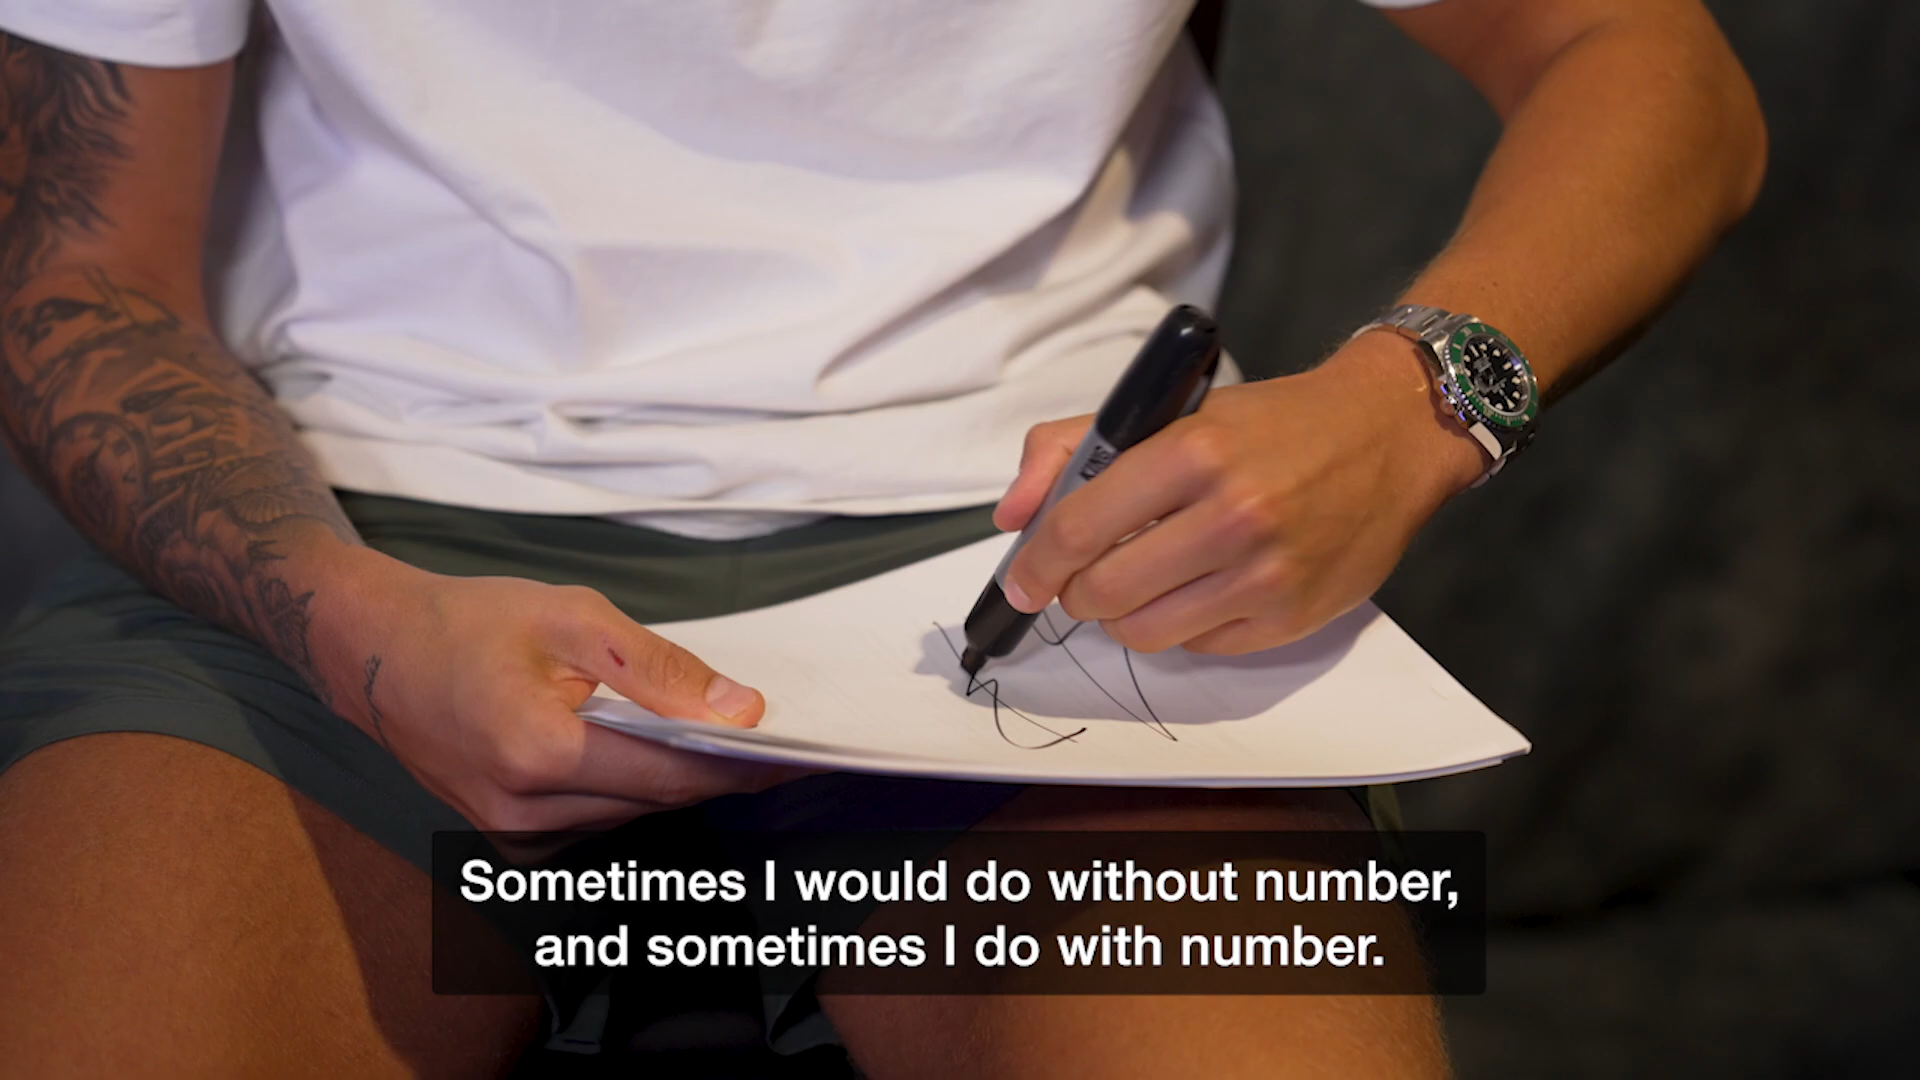 Sometimes I would do without number,
and sometimes I do with number.